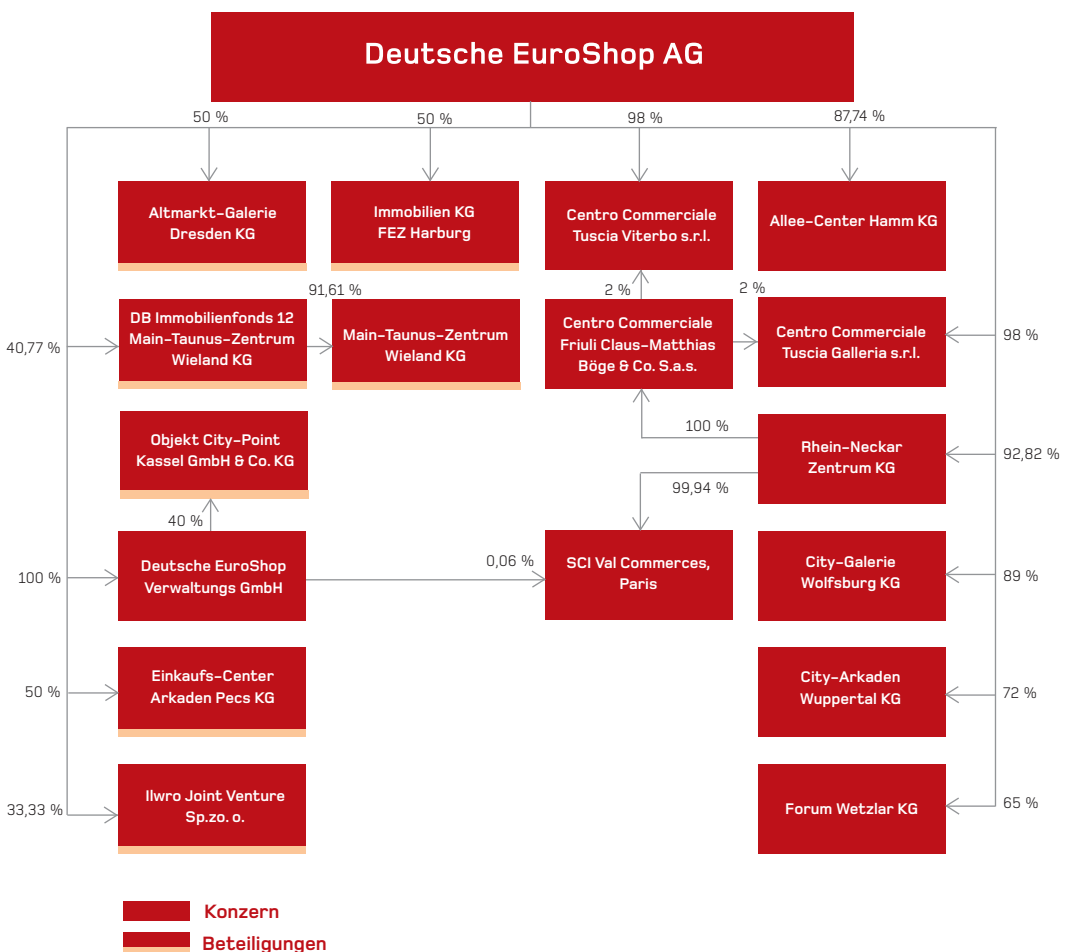 Deutsche EuroShop AG
50 %
50 %
98 %
87,74 %
Altmarkt-Galerie
Dresden KG
Immobilien KG
FEZ Harburg
Centro Commerciale
Tuscia Viterbo s.r.l.
Allee-Center Hamm KG
91,61 %
2 %
2 %
40,77 %
DB Immobilienfonds 12
Main-Taunus-Zentrum
Wieland KG
Main-Taunus-Zentrum
Wieland KG
Centro Commerciale
Friuli Claus-Matthias
Böge & Co. S.a.s.
Centro Commerciale
Tuscia Galleria s.r.l.
98 %
Objekt City-Point
Kassel GmbH & Co. KG
100 %
Rhein-Neckar
Zentrum KG
92,82 %
99,94 %
40 %
100 %
Deutsche EuroShop
Verwaltungs GmbH
0,06 %
SCI Val Commerces,
Paris
City-Galerie
Wolfsburg KG
89 %
50 %
Einkaufs-Center
Arkaden Pecs KG
City-Arkaden
Wuppertal KG
72 %
33,33 %
Ilwro Joint Venture
Sp.zo. o.
Forum Wetzlar KG
65 %
Konzern
Beteiligungen